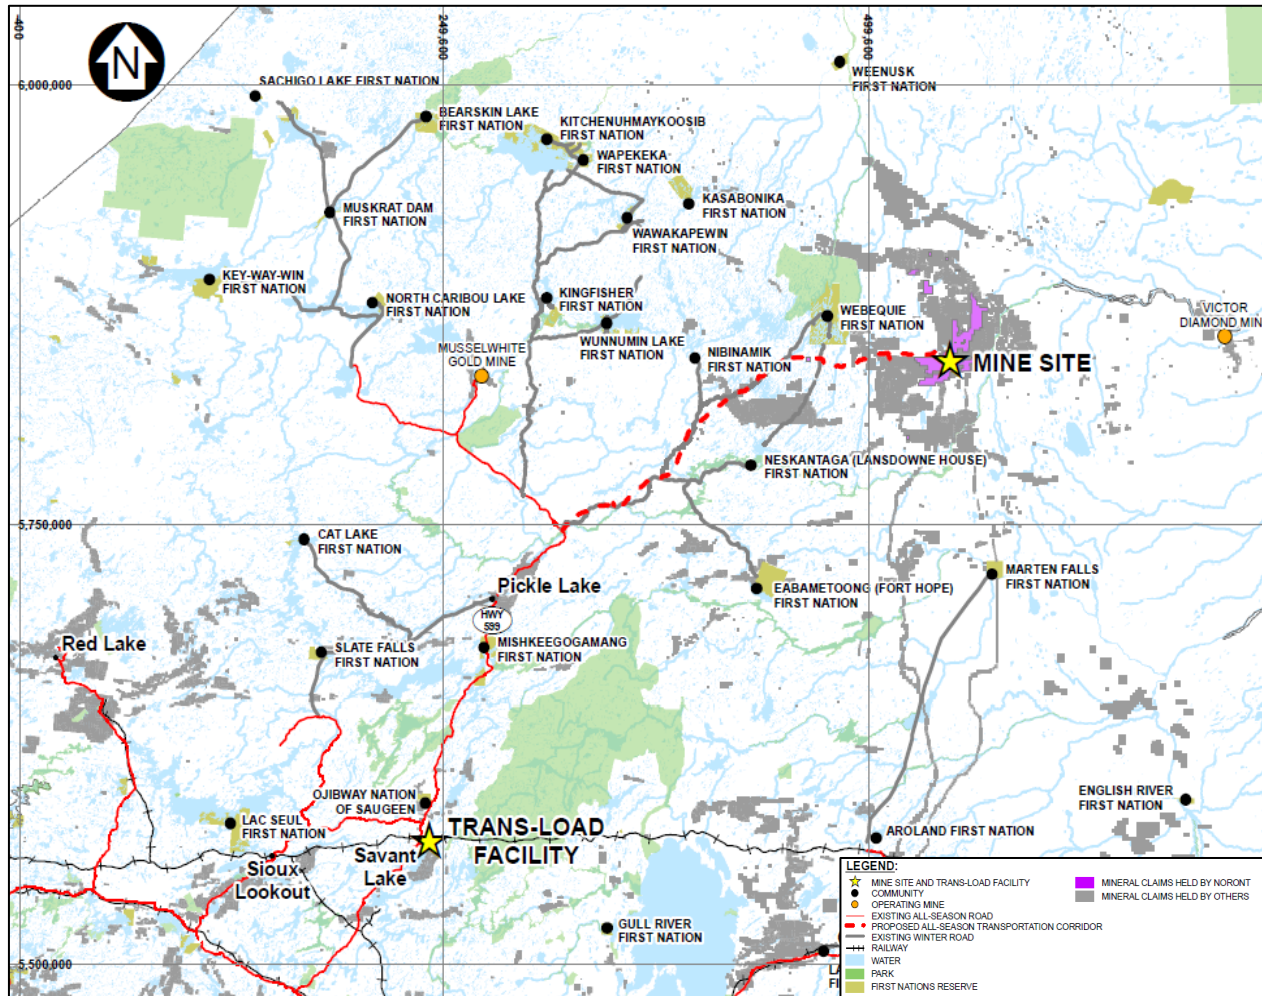 400
249,600
499,600
N
6,000,000
5,750,000
5,500,000
SACHIGO LAKE FIRST NATION
WEENUSK
FIRST NATION
BEARSKIN LAKE
FIRST NATION
KITCHENUHMAYKOOSIB
FIRST NATION
WAPEKEKA
FIRST NATION
KASABONIKA
FIRST NATION
MUSKRAT DAM
FIRST NATION
WAWAKAPEWIN
FIRST NATION
KEY-WAY-WIN
FIRST NATION
NORTH CARIBOU LAKE
FIRST NATION
KINGFISHER
FIRST NATION
WEBEQUIE
FIRST NATION
VICTOR
DIAMOND MIN
WUNNUMIN LAKE
FIRST NATION
MUSSELWHITE
GOLD MINE
NIBINAMIK
FIRST NATION
MINE SITE
NESKANTAGA (LANSDOWNE HOUSE)
FIRST NATION
CAT LAKE
FIRST NATION
Pickle Lake
HWY
599
EABAMETOONG (FORT HOPE)
FIRST NATION
MARTEN FALLS
FIRST NATION
Red Lake
SLATE FALLS
FIRST NATION
MISHKEEGOGAMANG
FIRST NATION
OJIBWAY NATION
OF SAUGEEN
LAC SEUL
FIRST NATION
TRANS-LOAD
FACILITY
Savant
Lake
Sioux
Lookout
ENGLISH RIVER
FIRST NATION
AROLAND FIRST NATION
GULL RIVER
FIRST NATION
LA
FI
LEGEND:
MINE SITE AND TRANS-LOAD FACILITY
COMMUNITY
OPERATING MINE
EXISTING ALL-SEASON ROAD
PROPOSED ALL-SEASON TRANSPORTATION CORRIDOR
EXISTING WINTER ROAD
RAILWAY
WATER
PARK
FIRST NATIONS RESERVE
MINERAL CLAIMS HELD BY NORONT
MINERAL CLAIMS HELD BY OTHERS